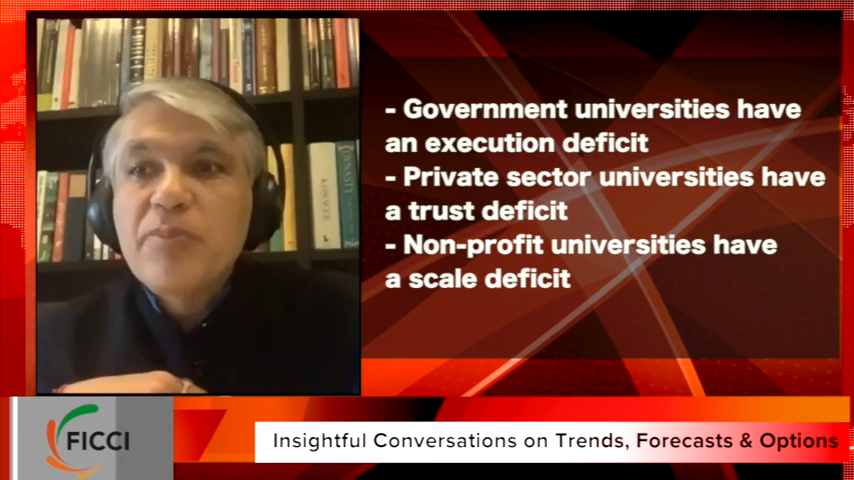 - Government universities have
an execution deficit
- Private sector universities have
a trust deficit
- Non-profit universities have
a scale deficit
DYNASTY
FICCI
Insightful Conversations on Trends, Forecasts & Options